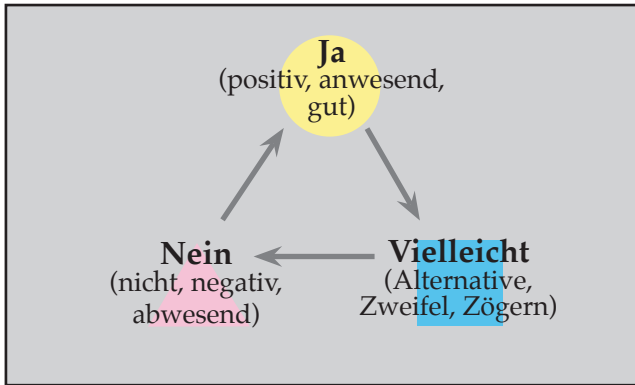 Ja
(positiv, anwesend,
gut)
Nein
(nicht, negativ,
abwesend)
Vielleicht
(Alternative,
Zweifel, Zögern)